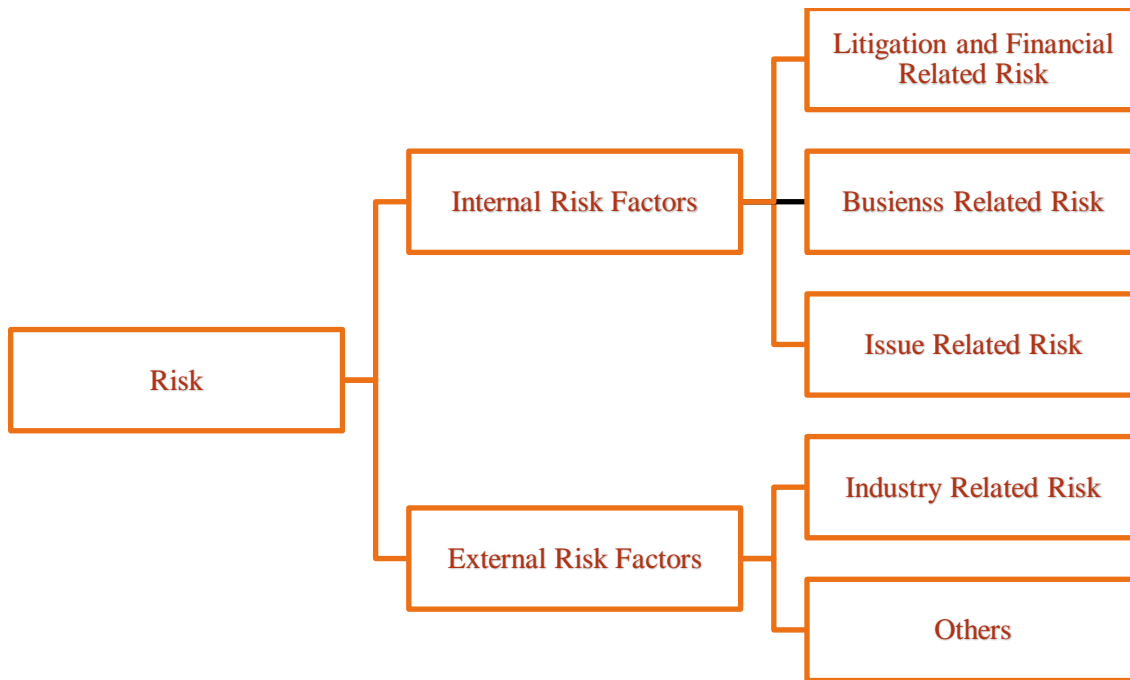 Litigation and Financial
Related Risk
Internal Risk Factors
Busienss Related Risk
Issue Related Risk
Risk
Industry Related Risk
External Risk Factors
Others